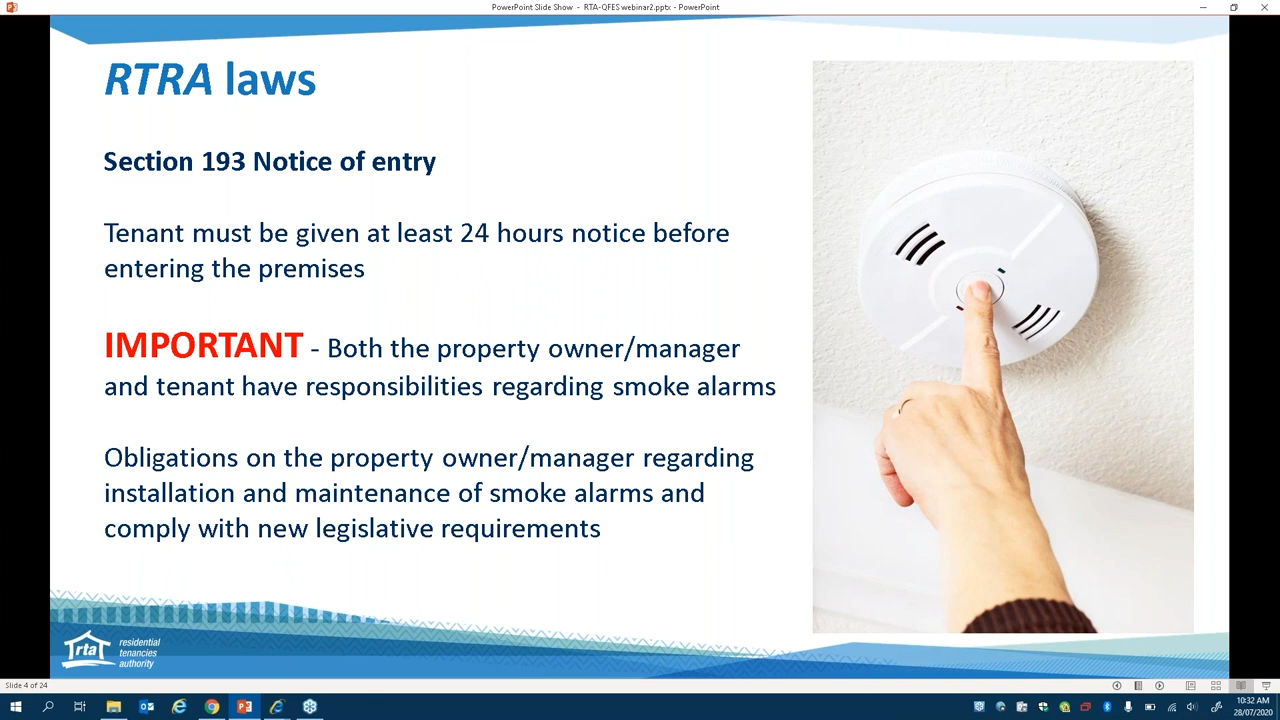 PowerPoint Slide Show - RTA-QFES webinar2.pptx - PowerPoint
RTRA laws
Section 193 Notice of entry
Tenant must be given at least 24 hours notice before
entering the premises
IMPORTANT - Both the property owner/manager
and tenant have responsibilities regarding smoke alarms
Obligations on the property owner/manager regarding
installation and maintenance of smoke alarms and
comply with new legislative requirements
rta
residential
tenancies
authority
Slide 4 of 24
10:32 AM
28/07/2020